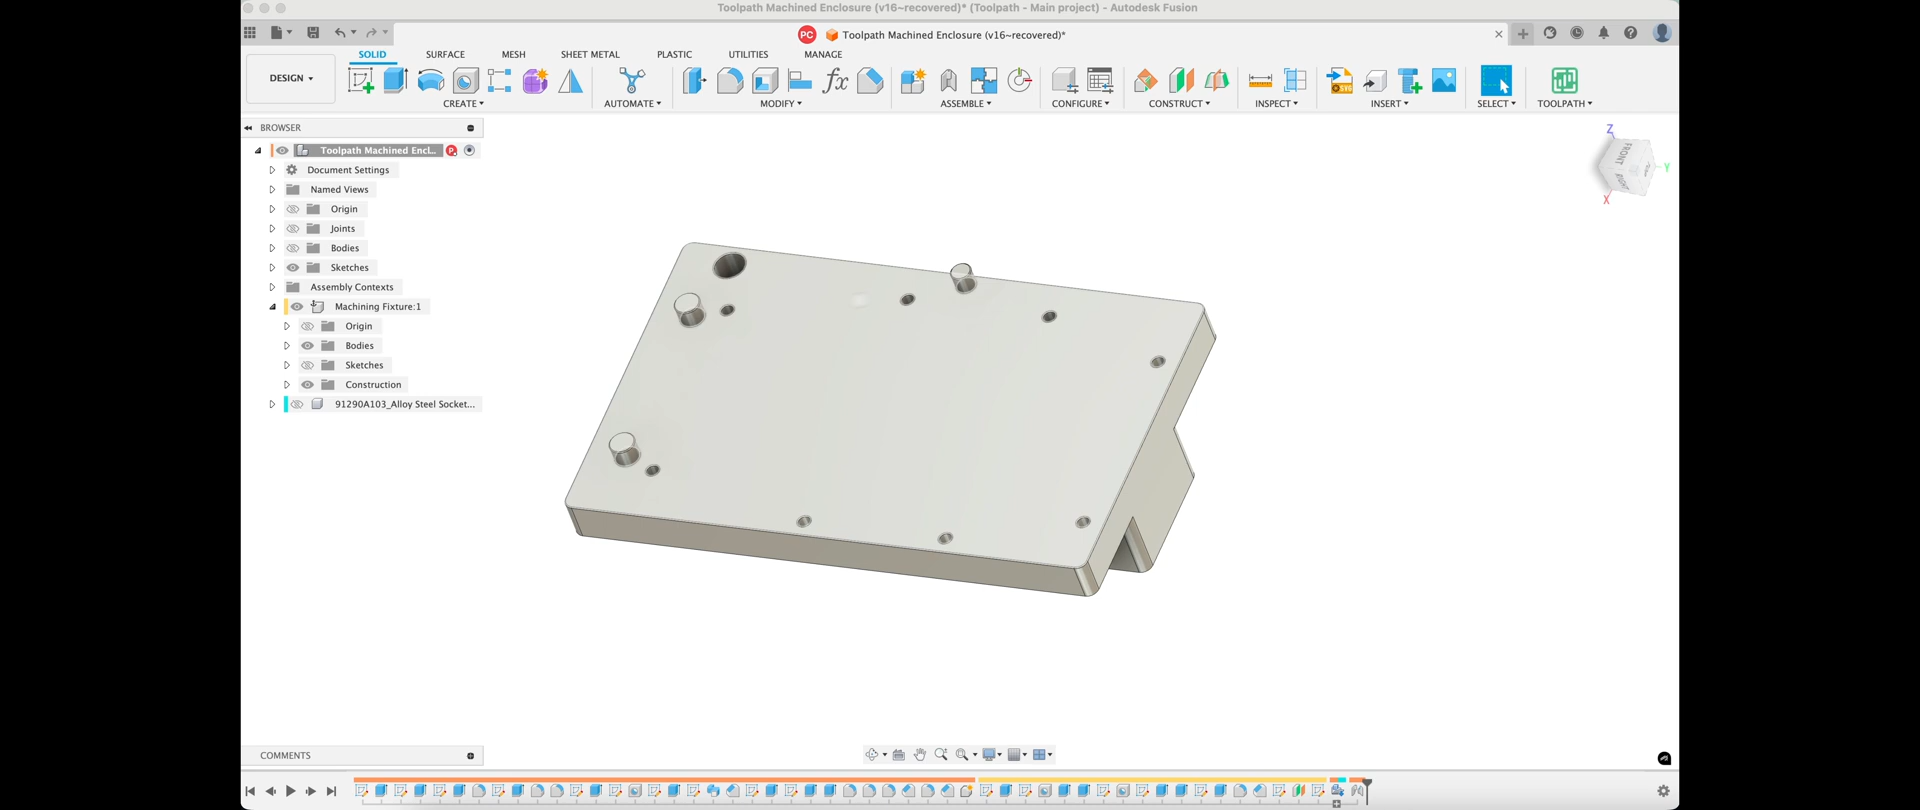 Toolpath Machined Enclosure (v16~recovered)* (Toolpath - Main project) - Autodesk Fusion
PC Toolpath Machined Enclosure (v16~recovered)*
SOLID SURFACE MESH SHEET METAL PLASTIC UTILITIES MANAGE
DESIGN
CREATE AUTOMATE MODIFY ASSEMBLE CONFIGURE CONSTRUCT INSPECT INSERT SELECT TOOLPATH
BROWSER
Toolpath Machined Encl...
Document Settings
Named Views
Origin
Joints
Bodies
Sketches
Assembly Contexts
Machining Fixture:1
Origin
Bodies
Sketches
Construction
91290A103_Alloy Steel Socket...
Z
FRONT
RIGHT
Y
X
COMMENTS